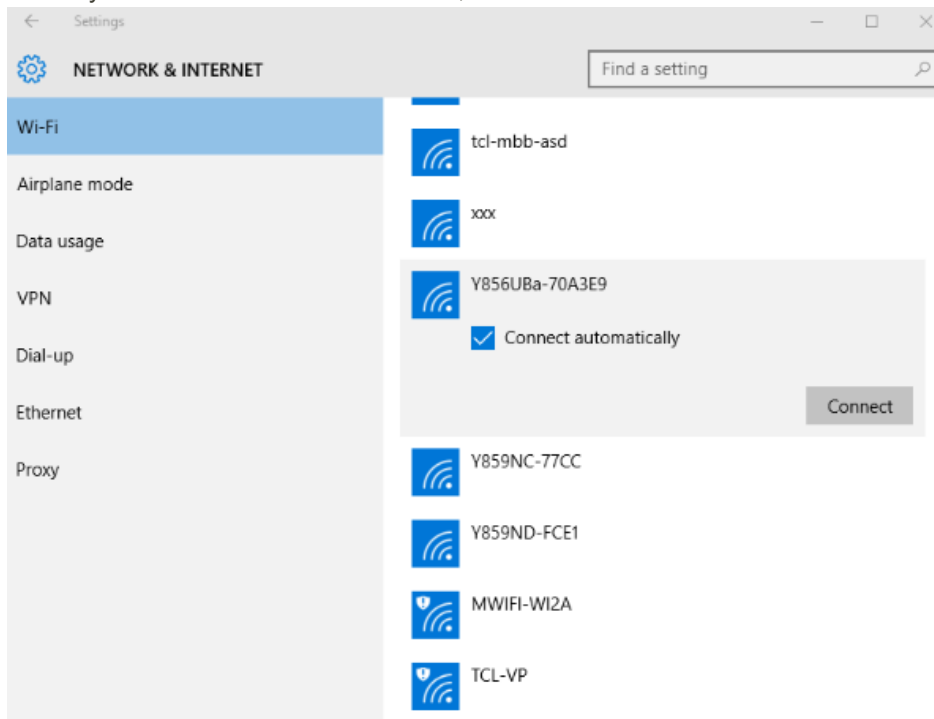 Settings
NETWORK & INTERNET
Find a setting
Wi-Fi
Airplane mode
Data usage
VPN
Dial-up
Ethernet
Proxy
tcl-mbb-asd
xxx
Y856UBa-70A3E9
Connect automatically
Connect
Y859NC-77CC
Y859ND-FCE1
MWIFI-WI2A
TCL-VP